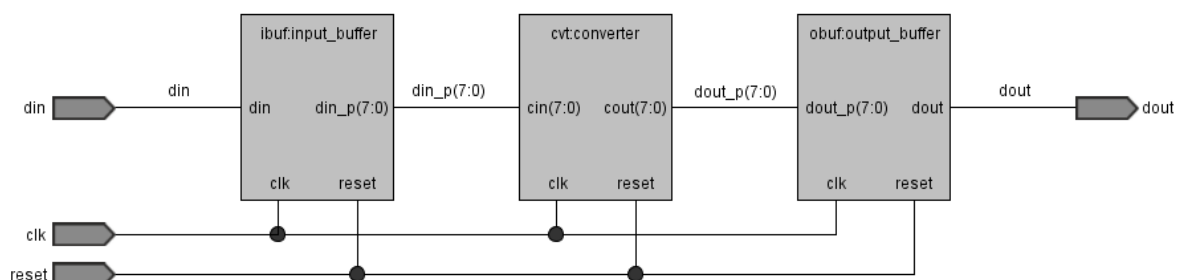 ibuf:input_buffer
cvt:converter
obuf:output_buffer
din
din
din
din_p(7:0)
din_p(7:0)
cin(7:0)
cout(7:0)
dout_p(7:0)
dout_p(7:0)
dout
dout
dout
clk
reset
clk
reset
clk
reset
clk
reset